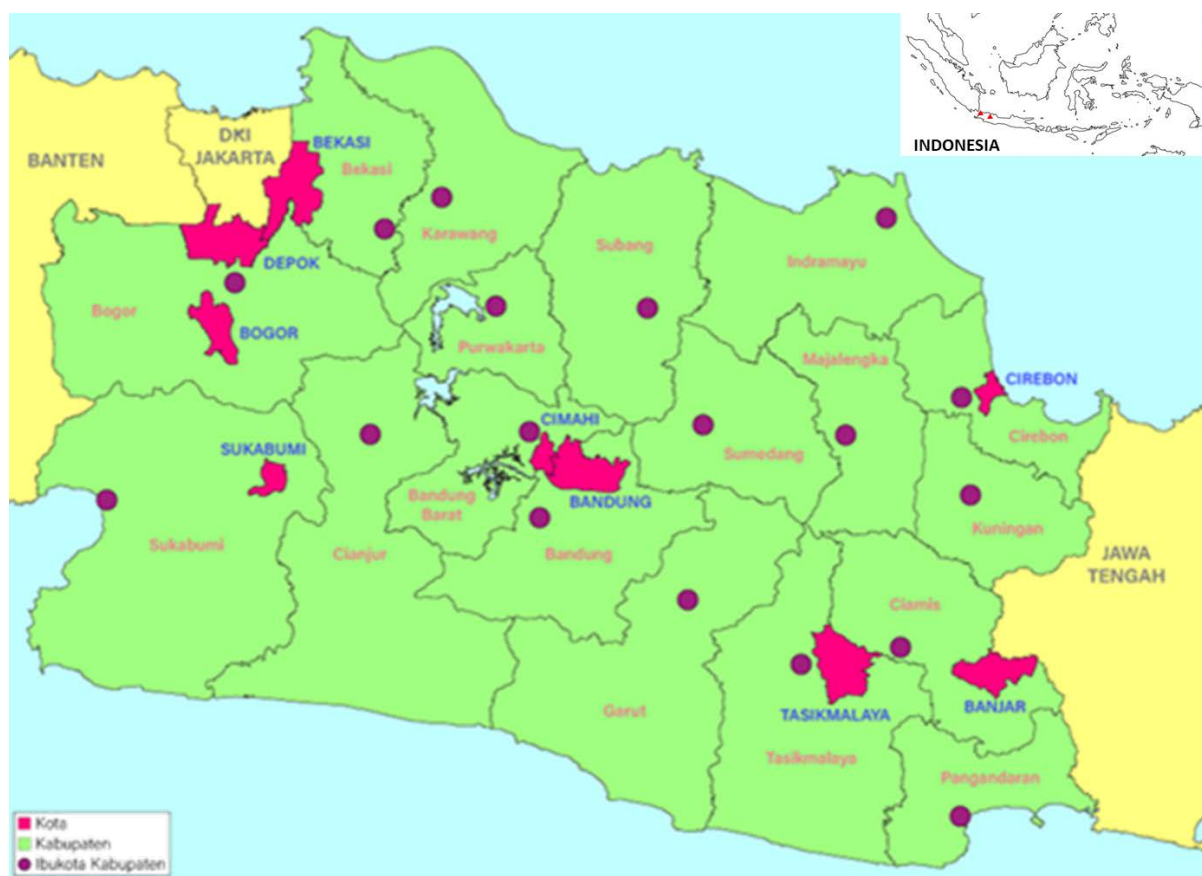 INDONESIA
DKI
JAKARTA
BANTEN
BEKASI
Bekasi
Karawang
Subang
Indramayu
DEPOK
Bogor
BOGOR
Purwakarta
Majalengka
CIREBON
Cirebon
CIMAHI
SUKABUMI
Sumedang
Bandung
Barat
BANDUNG
Kuningan
Sukabumi
Cianjur
Bandung
JAWA
TENGAH
Ciamis
Garut
TASIKMALAYA
BANJAR
Tasikmalaya
Pangandaran
Kota
Kabupaten
Ibukota Kabupaten